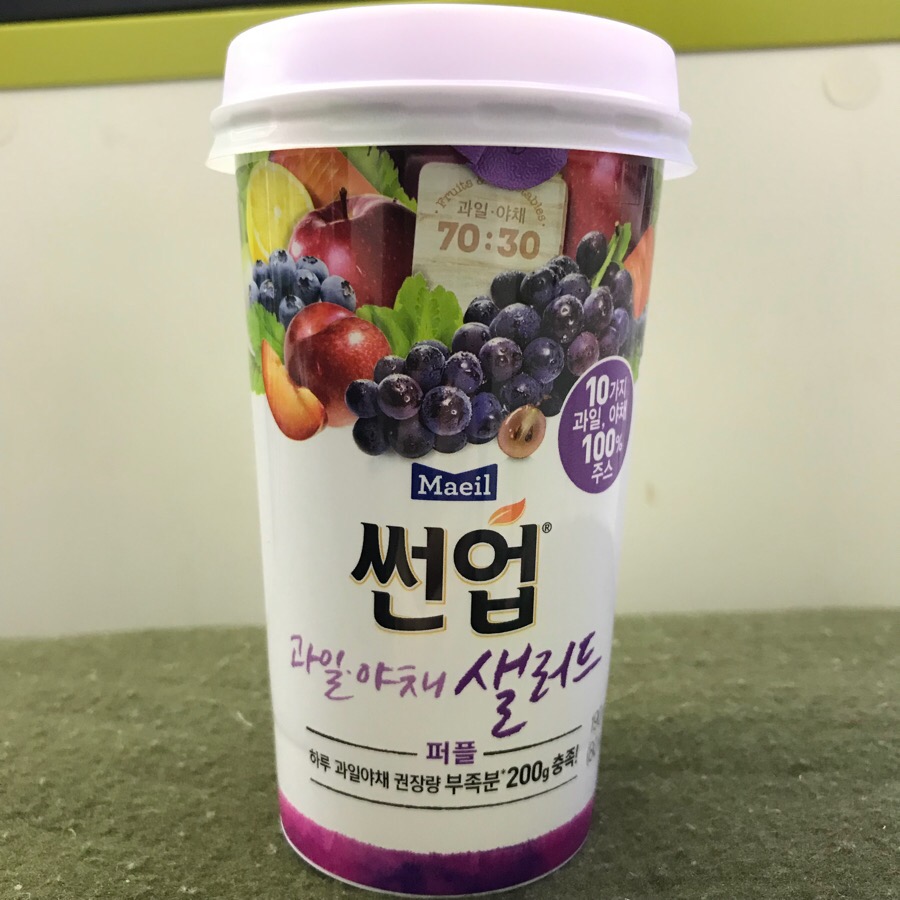 과일·야채
70:30
10가지
과일, 야채
100%
주스
Maeil
썬업®
과일·야채 샐러드
퍼플
하루 과일야채 권장량 부족분* 200g 충족!